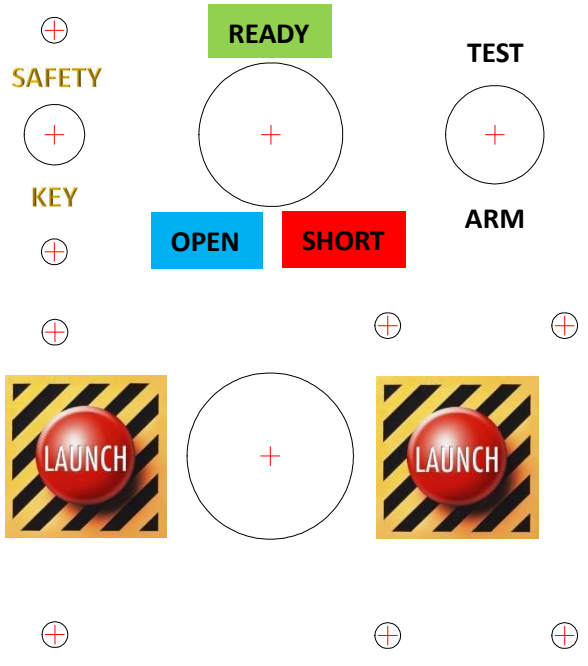 READY
TEST
SAFETY
KEY
ARM
OPEN
SHORT
LAUNCH
LAUNCH